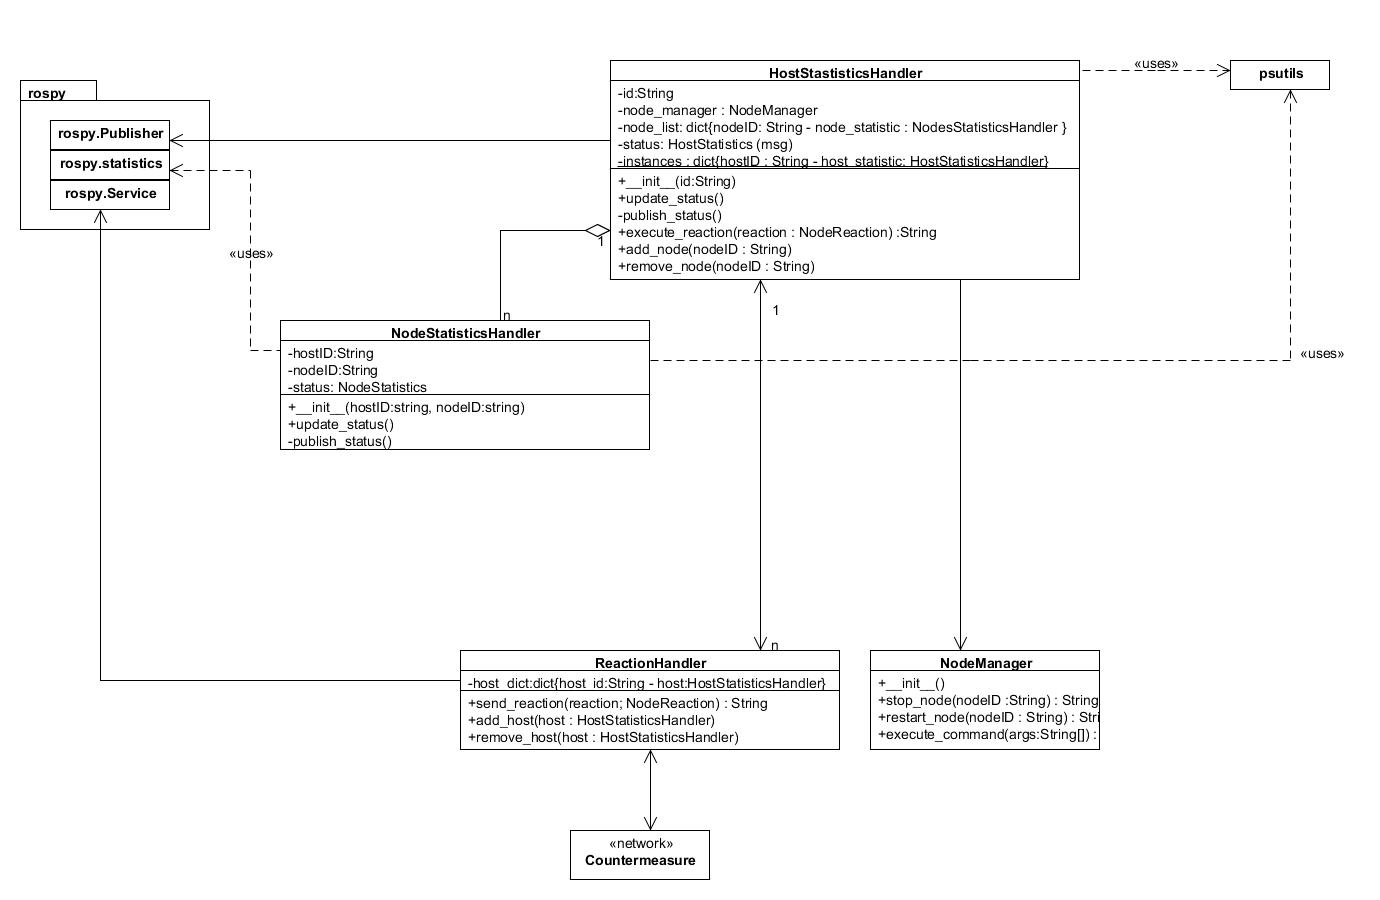 rospy
rospy.Publisher
rospy.statistics
rospy.Service
«uses»
HostStastisticsHandler
-id:String
-node_manager : NodeManager
-node_list: dict{nodeID: String - node_statistic : NodesStatisticsHandler }
-status: HostStatistics (msg)
-instances : dict{hostID : String - host_statistic: HostStatisticsHandler}
+__init__(id:String)
+update_status()
-publish_status()
+execute_reaction(reaction : NodeReaction) :String
+add_node(nodeID : String)
+remove_node(nodeID : String)
«uses»
psutils
1
n
1
NodeStatisticsHandler
-hostID:String
-nodeID:String
-status: NodeStatistics
+__init__(hostID:string, nodeID:string)
+update_status()
-publish_status()
«uses»
n
ReactionHandler
-host_dict:dict{host_id:String - host:HostStatisticsHandler}
+send_reaction(reaction; NodeReaction) : String
+add_host(host : HostStatisticsHandler)
+remove_host(host : HostStatisticsHandler)
NodeManager
+__init__()
+stop_node(nodeID :String) : String
+restart_node(nodeID : String) : Stri
+execute_command(args:String[]) :
«network»
Countermeasure